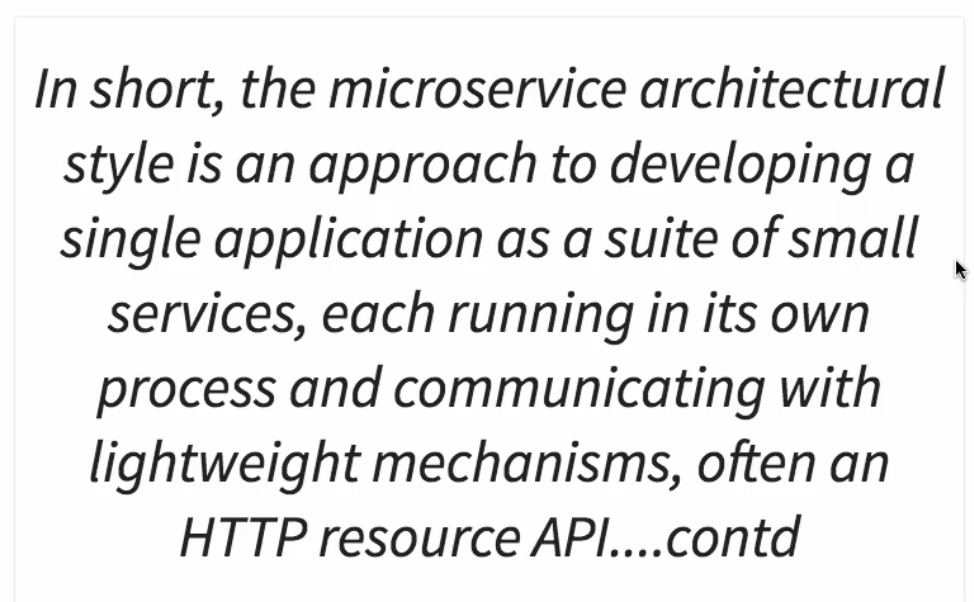 In short, the microservice architectural
style is an approach to developing a
single application as a suite of small
services, each running in its own
process and communicating with
lightweight mechanisms, often an
HTTP resource API....contd